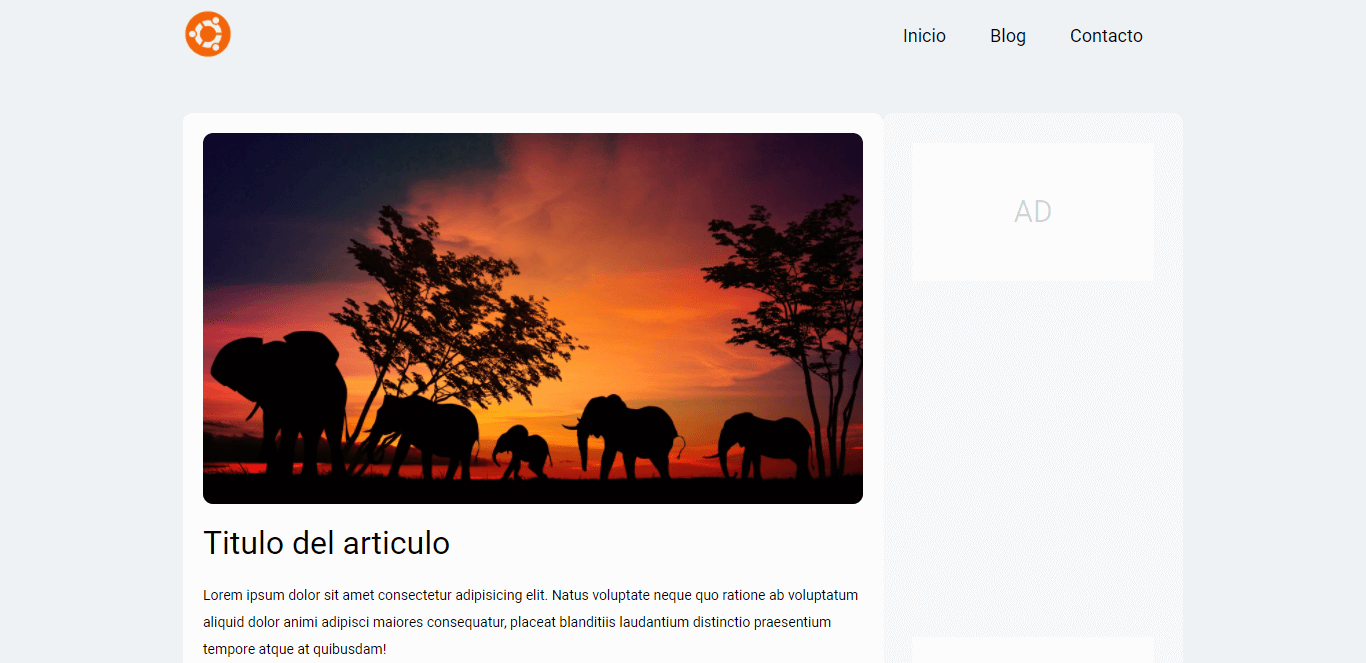 Inicio Blog Contacto
AD
Titulo del articulo
Lorem ipsum dolor sit amet consectetur adipisicing elit. Natus voluptate neque quo ratione ab voluptatum
aliquid dolor animi adipisci maiores consequatur, placeat blanditiis laudantium distinctio praesentium
tempore atque at quibusdam!